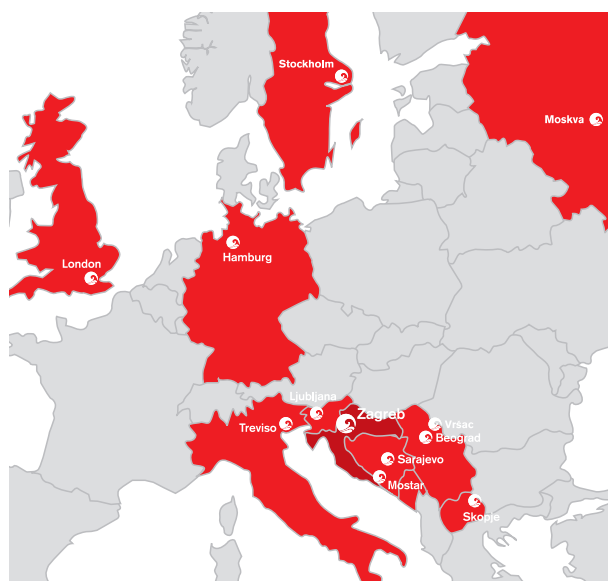 Stockholm
Moskva
London
Hamburg
Ljubljana
Zagreb
Treviso
Vršac
Beograd
Sarajevo
Mostar
Skopje